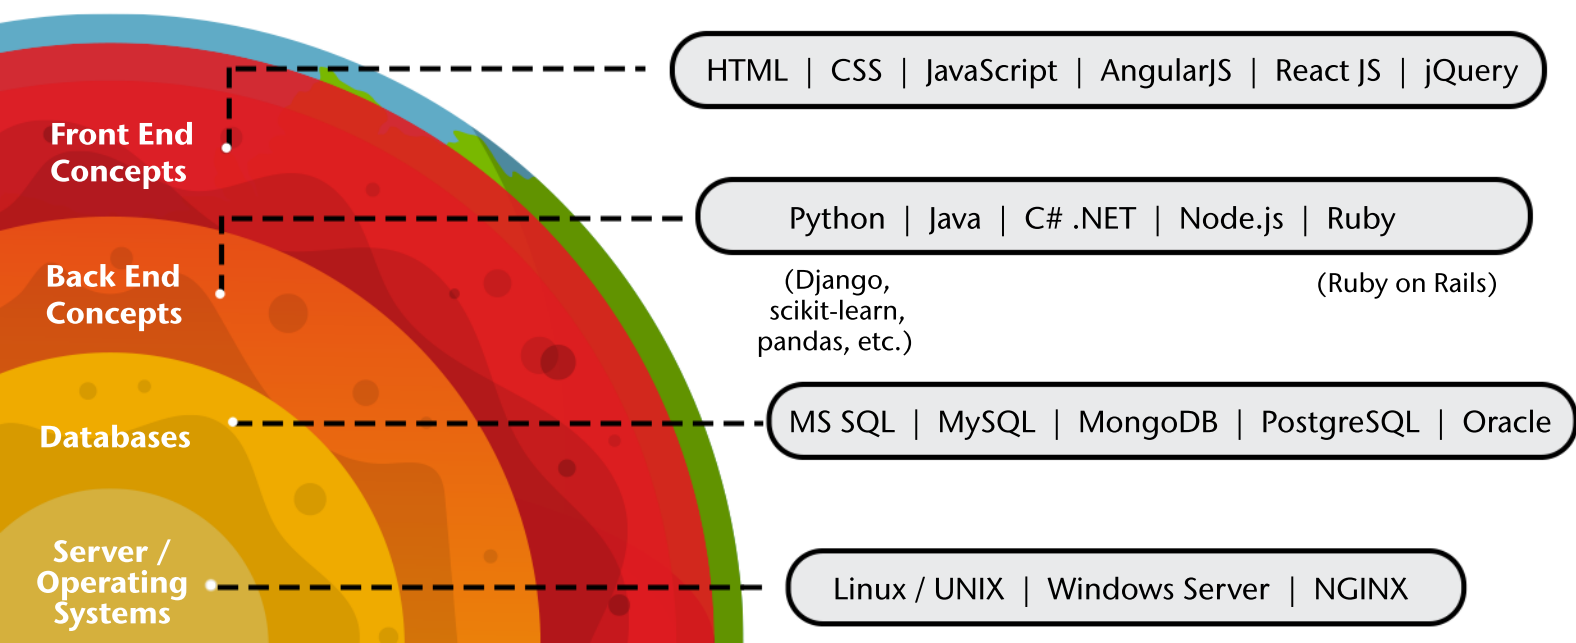 HTML | CSS | JavaScript | AngularJS | React JS | jQuery
Front End
Concepts
Python | Java | C# .NET | Node.js | Ruby
(Django,
scikit-learn,
pandas, etc.)
(Ruby on Rails)
Back End
Concepts
MS SQL | MySQL | MongoDB | PostgreSQL | Oracle
Databases
Server /
Operating
Systems
Linux / UNIX | Windows Server | NGINX